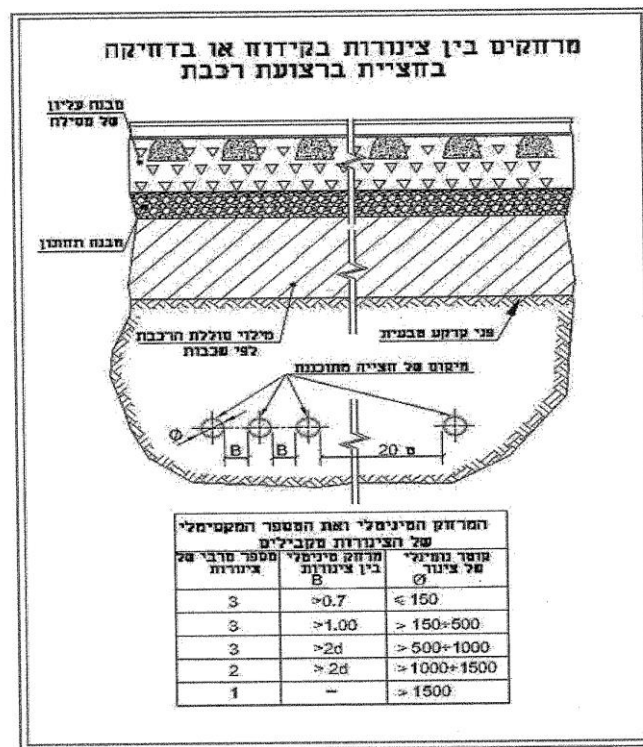 מרחקים בין צינורות בקידוח או בדחיקה
בחציית ברצועת רכבת
מבנה עליון
של מסילה
מבנה תחתון
מילוי סוללת הרכבת
לפי שכבות
פני קרקע טבעית
מיקום של חצייה מתוכננת
Ø
B
B
20 מ
המרחק המינימלי ואת המספר המקסימלי
של הצינורות מקבילים
קוטר נומינלי
של צינור
Ø
מרחק מינימלי
בין צינורות
B
מספר מרבי של
צינורות
≤ 150
>0.7
3
> 150÷500
>1.00
3
> 500÷1000
>2d
3
>1000÷1500
> 2d
2
> 1500
–
1